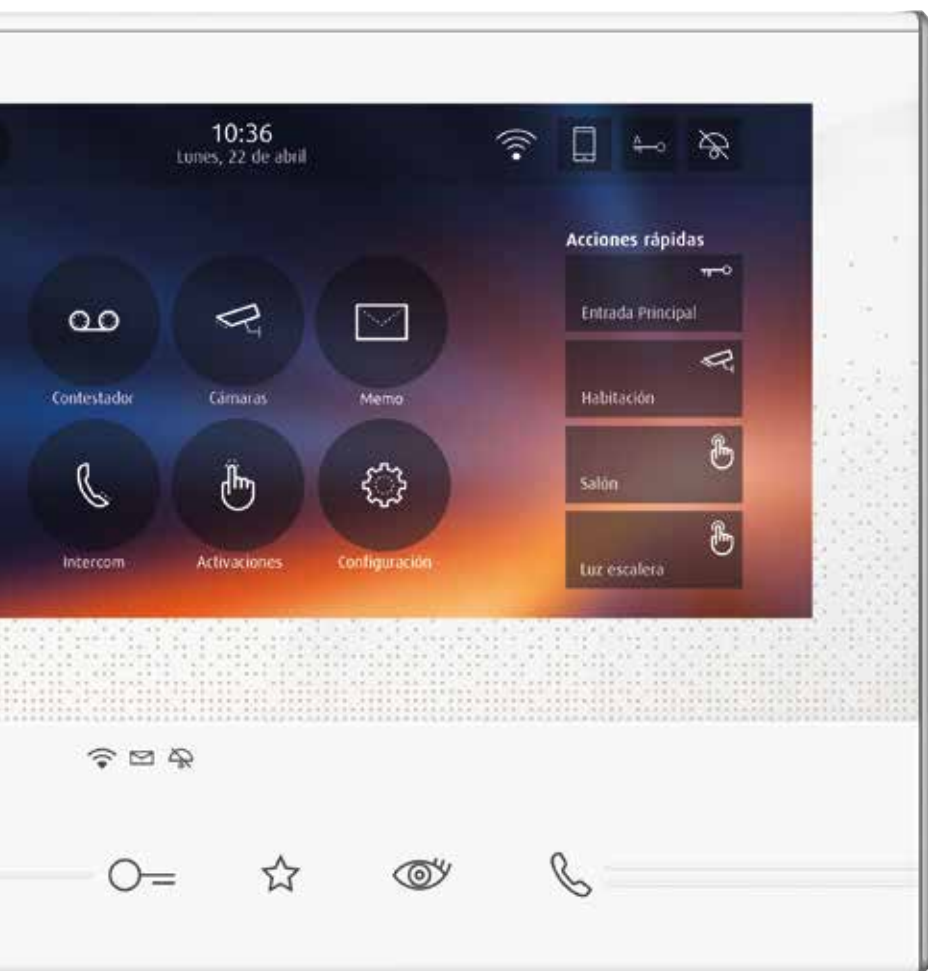 10:36
Lunes, 22 de abril
Acciones rápidas
Entrada Principal
Contestador
Cámaras
Memo
Habitación
Salón
Intercom
Activaciones
Configuración
Luz escalera